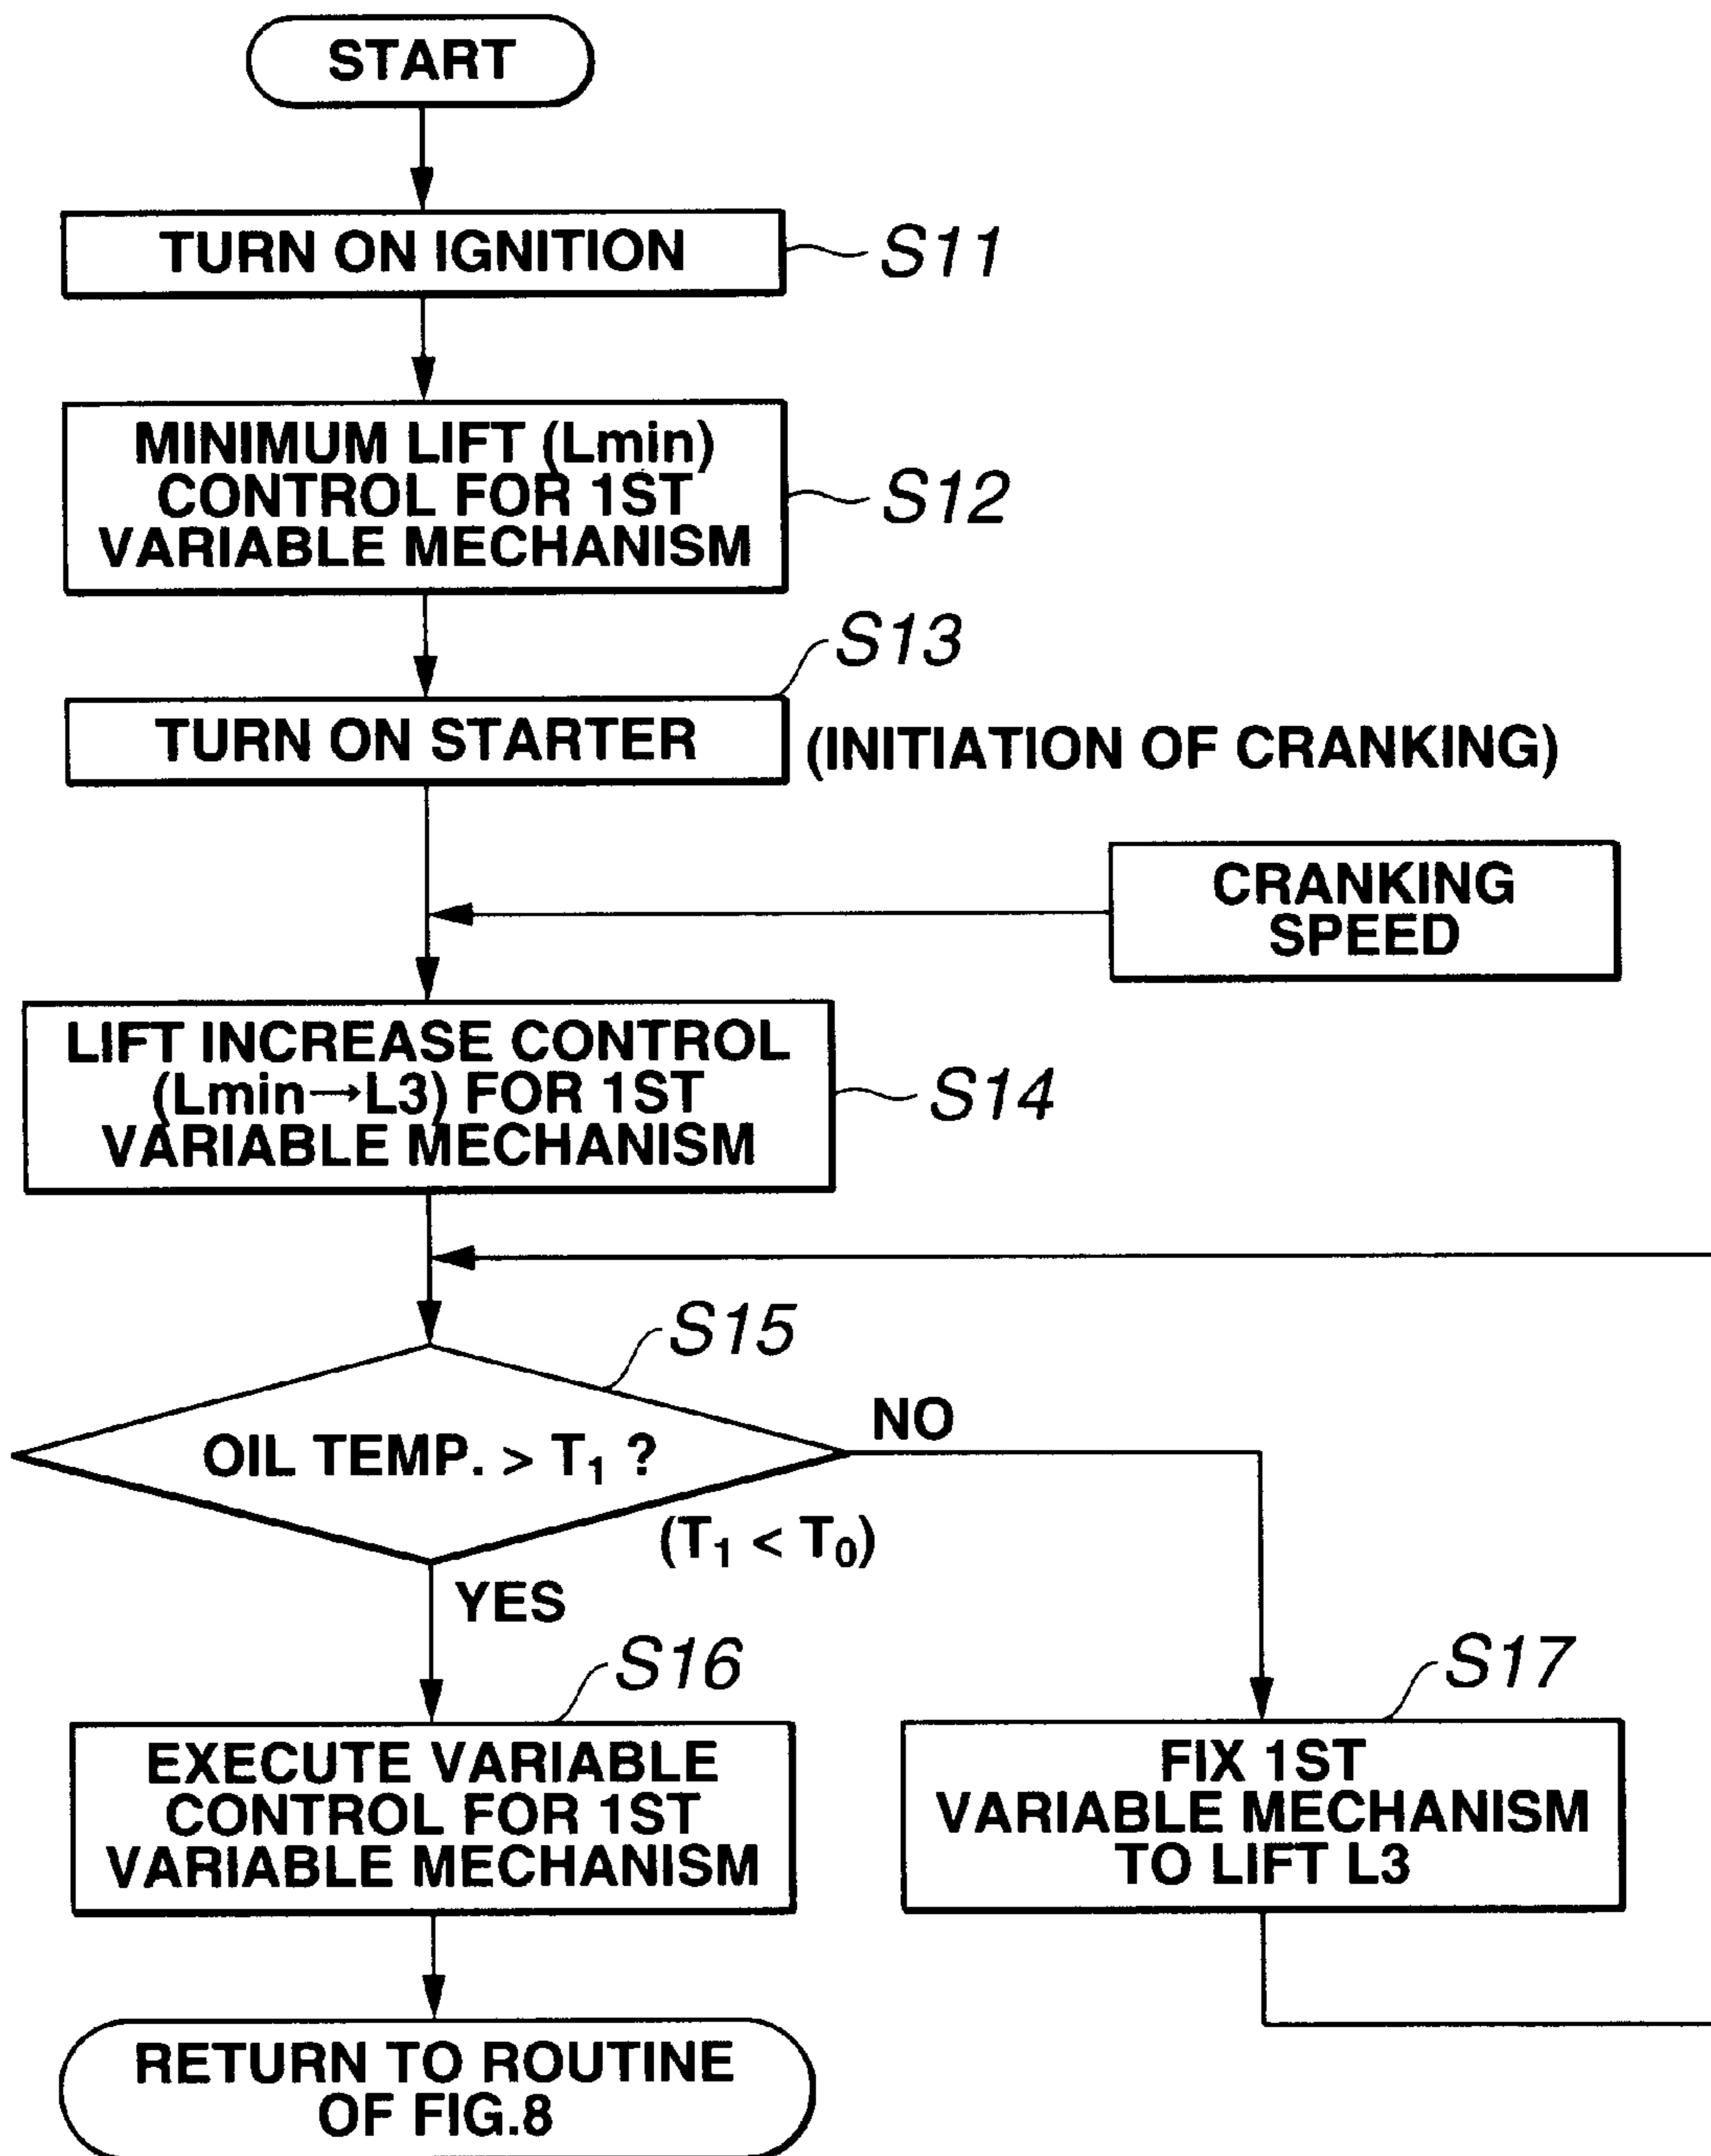 START
TURN ON IGNITION
S11
MINIMUM LIFT (Lmin)
CONTROL FOR 1ST
VARIABLE MECHANISM
S12
S13
TURN ON STARTER
(INITIATION OF CRANKING)
CRANKING
SPEED
LIFT INCREASE CONTROL
(Lmin→L3) FOR 1ST
VARIABLE MECHANISM
S14
S15
OIL TEMP. > T₁ ?
NO
(T₁ < T₀)
YES
S16
EXECUTE VARIABLE
CONTROL FOR 1ST
VARIABLE MECHANISM
S17
FIX 1ST
VARIABLE MECHANISM
TO LIFT L3
RETURN TO ROUTINE
OF FIG.8